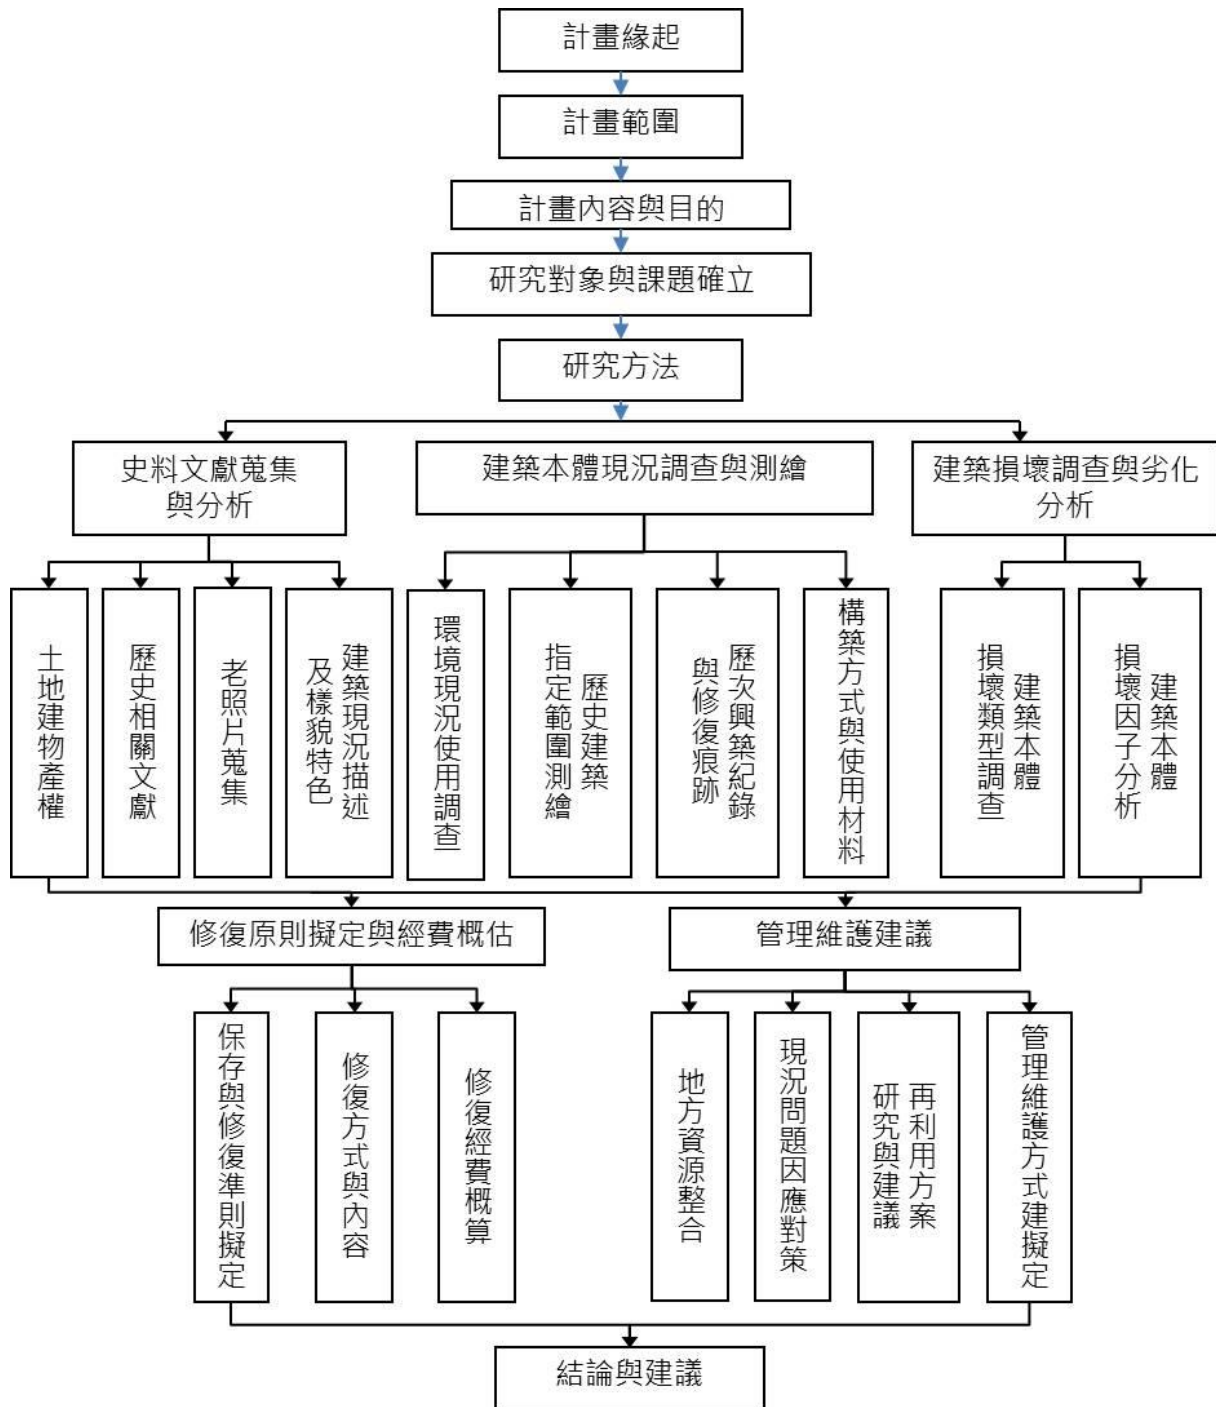 計畫緣起
計畫範圍
計畫內容與目的
研究對象與課題確立
研究方法
史料文獻蒐集
與分析
建築本體現況調查與測繪
建築損壞調查與劣化
分析
土地建物產權
歷史相關文獻
老照片蒐集
建築現況描述
及樣貌特色
環境現況使用調查
歷史建築
指定範圍測繪
歷次興築紀錄
與修復痕跡
構築方式與使用材料
建築本體
損壞類型調查
建築本體
損壞因子分析
修復原則擬定與經費概估
管理維護建議
保存與修復準則擬定
修復方式與內容
修復經費概算
地方資源整合
現況問題因應對策
再利用方案
研究與建議
管理維護方式建擬定
結論與建議